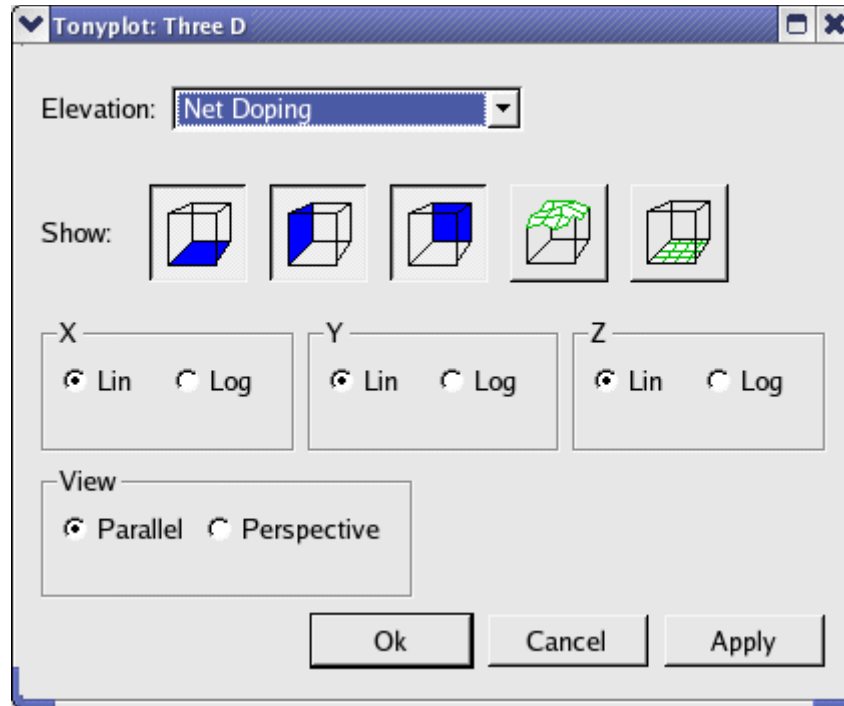 Tonyplot: Three D
Elevation: Net Doping
Show:
X Y Z
Lin Log Lin Log Lin Log
View
Parallel Perspective
Ok Cancel Apply